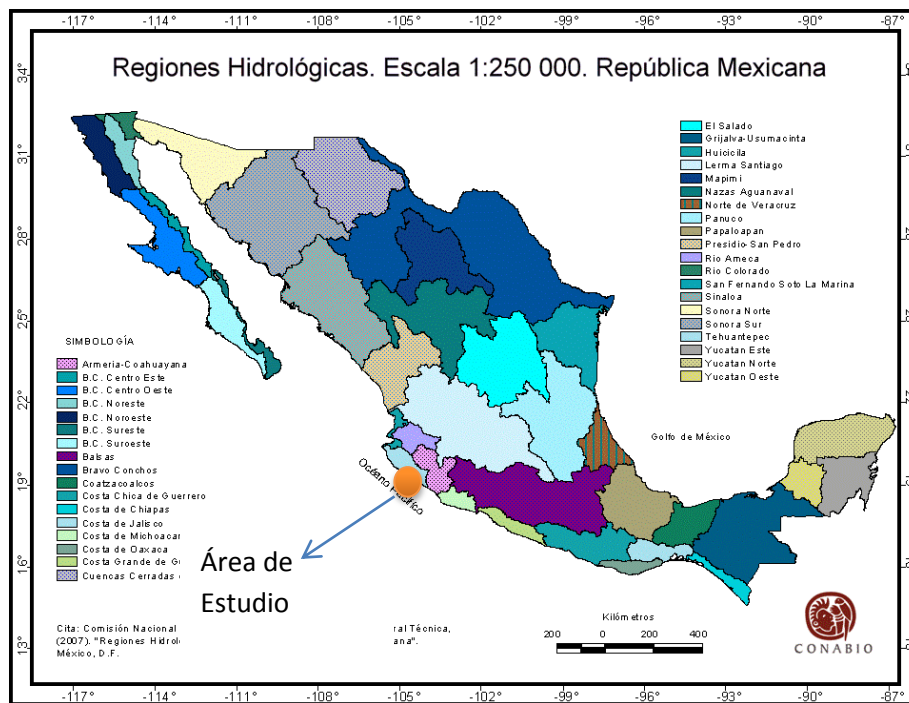 -117° -114° -111° -108° -105° -102° -99° -96° -93° -90° -87°
Regiones Hidrológicas. Escala 1:250 000. República Mexicana
34°
31°
28°
25°
22°
19°
16°
13°
El Salado
Grijalva-Usumacinta
Huicicila
Lerma Santiago
Mapimi
Nazas Aguanaval
Norte de Veracruz
Panuco
Papaloapan
Presidio San Pedro
Rio Ameca
Rio Colorado
San Fernando Soto La Marina
Sinaloa
Sonora Norte
Sonora Sur
Tehuantepec
Yucatan Este
Yucatan Norte
Yucatan Oeste
SIMBOLOGÍA
Armeria-Coahuayana
B.C. Centro Este
B.C. Centro Oeste
B.C. Noreste
B.C. Noroeste
B.C. Sureste
B.C. Suroeste
Balsas
Bravo Conchos
Coatzacoalcos
Costa Chica de Guerrero
Costa de Chiapas
Costa de Jalisco
Costa de Michoacan
Costa de Oaxaca
Costa Grande de
Cuencas Cerradas
Golfo de México
Océano Pacífico
Área de
Estudio
Kilómetros
200 0 200 400
CONABIO
Cita: Comisión Nacional ral Técnica,
(2007). "Regiones ana".
México, D.F.
-117° -114° -111° -108° -105° -102° -99° -96° -93° -90° -87°